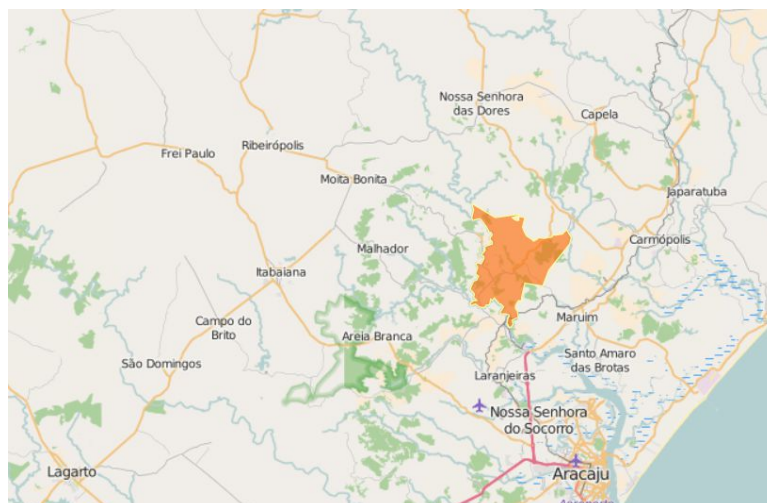 Nossa Senhora
das Dores
Capela
Ribeirópolis
Frei Paulo
Moita Bonita
Japaratuba
Malhador
Carmópolis
Itabaiana
Campo do
Brito
Maruim
Areia Branca
São Domingos
Santo Amaro
das Brotas
Laranjeiras
Nossa Senhora
do Socorro
Lagarto
Aracaju